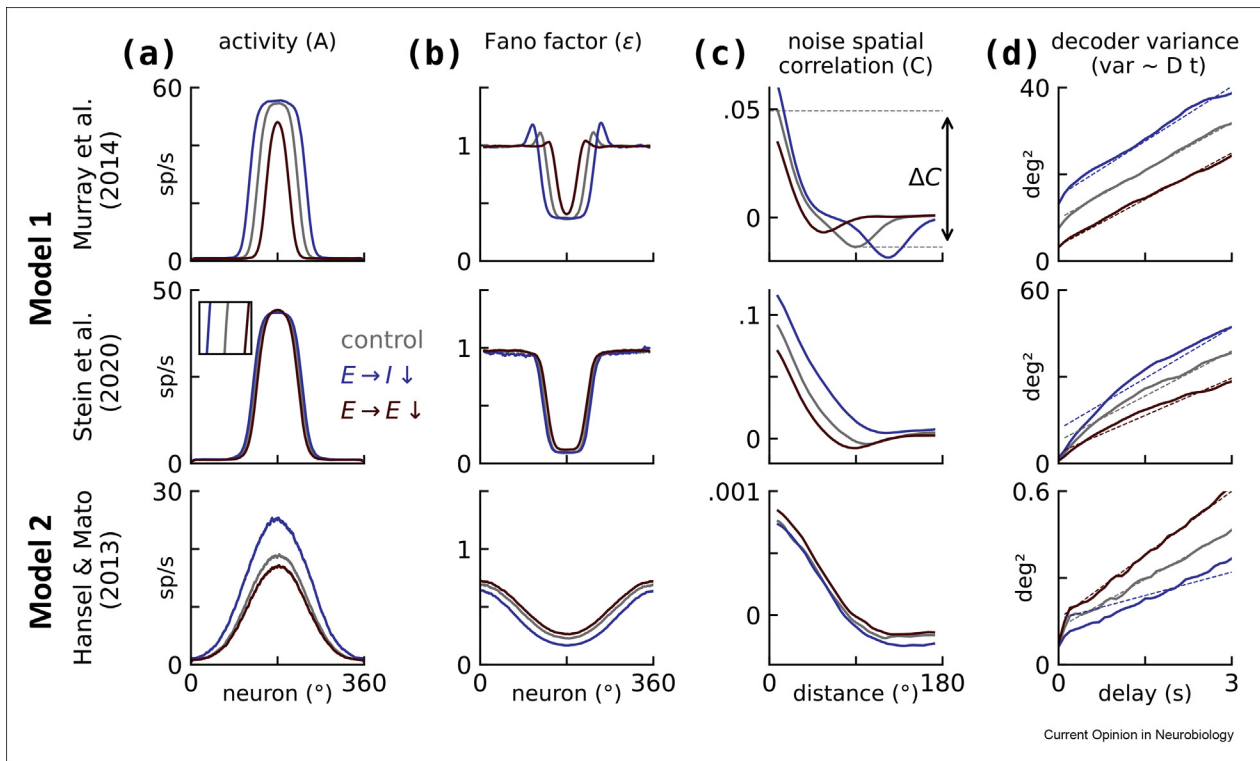 (a) activity (A)
(b) Fano factor (ε)
(c) noise spatial
correlation (C)
(d) decoder variance
(var ~ D t)
Model 1
Murray et al.
(2014)
60
sp/s
0
1
0
.05
0
ΔC
40
deg²
0
Stein et al.
(2020)
50
sp/s
0
control
E → I ↓
E → E ↓
1
0
.1
0
60
deg²
0
Model 2
Hansel & Mato
(2013)
30
sp/s
0
0 neuron (°) 360
1
0
0 neuron (°) 360
.001
0
0 distance (°) 180
0.6
deg²
0
0 delay (s) 3
Current Opinion in Neurobiology